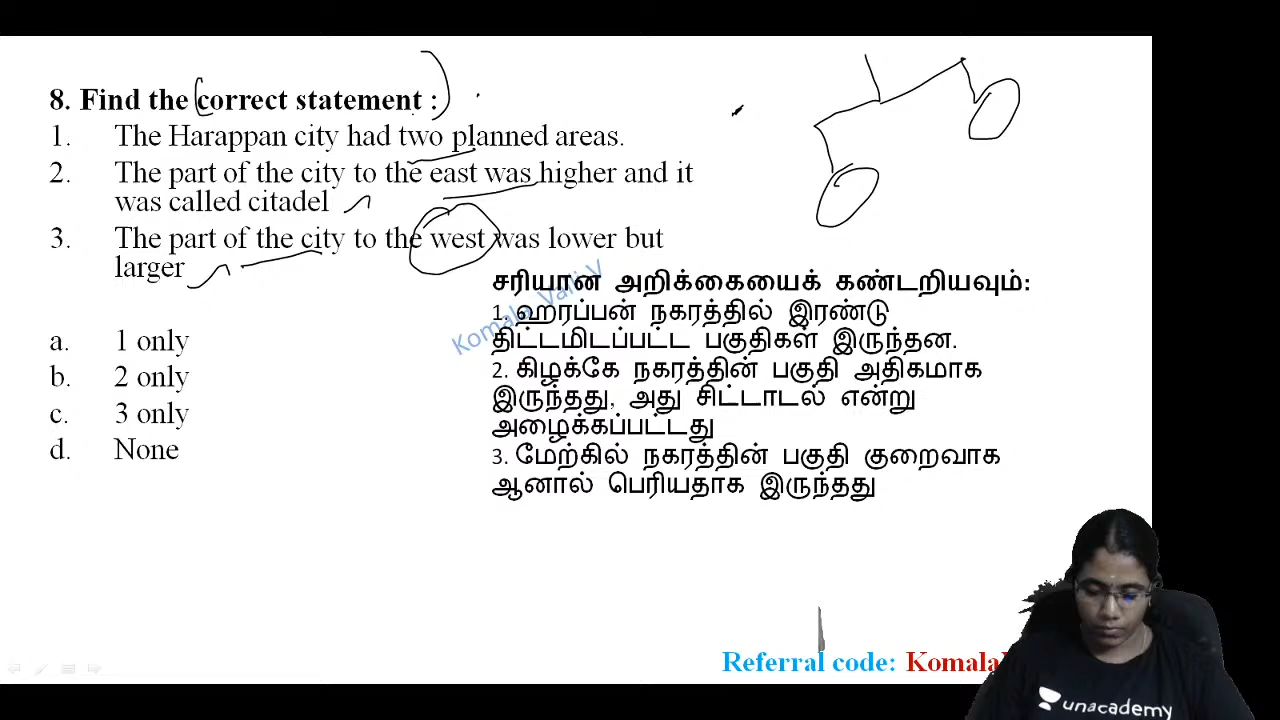 8. Find the correct statement :
1. The Harappan city had two planned areas.
2. The part of the city to the east was higher and it
was called citadel
3. The part of the city to the west was lower but
larger
a. 1 only
b. 2 only
c. 3 only
d. None
சரியான அறிக்கையைக் கண்டறியவும்:
1. ஹரப்பன் நகரத்தில் இரண்டு
திட்டமிடப்பட்ட பகுதிகள் இருந்தன.
2. கிழக்கே நகரத்தின் பகுதி அதிகமாக
இருந்தது, அது சிட்டாடல் என்று
அழைக்கப்பட்டது
3. மேற்கில் நகரத்தின் பகுதி குறைவாக
ஆனால் பெரியதாக இருந்தது
Komala Valli V
Referral code: Komala
unacademy